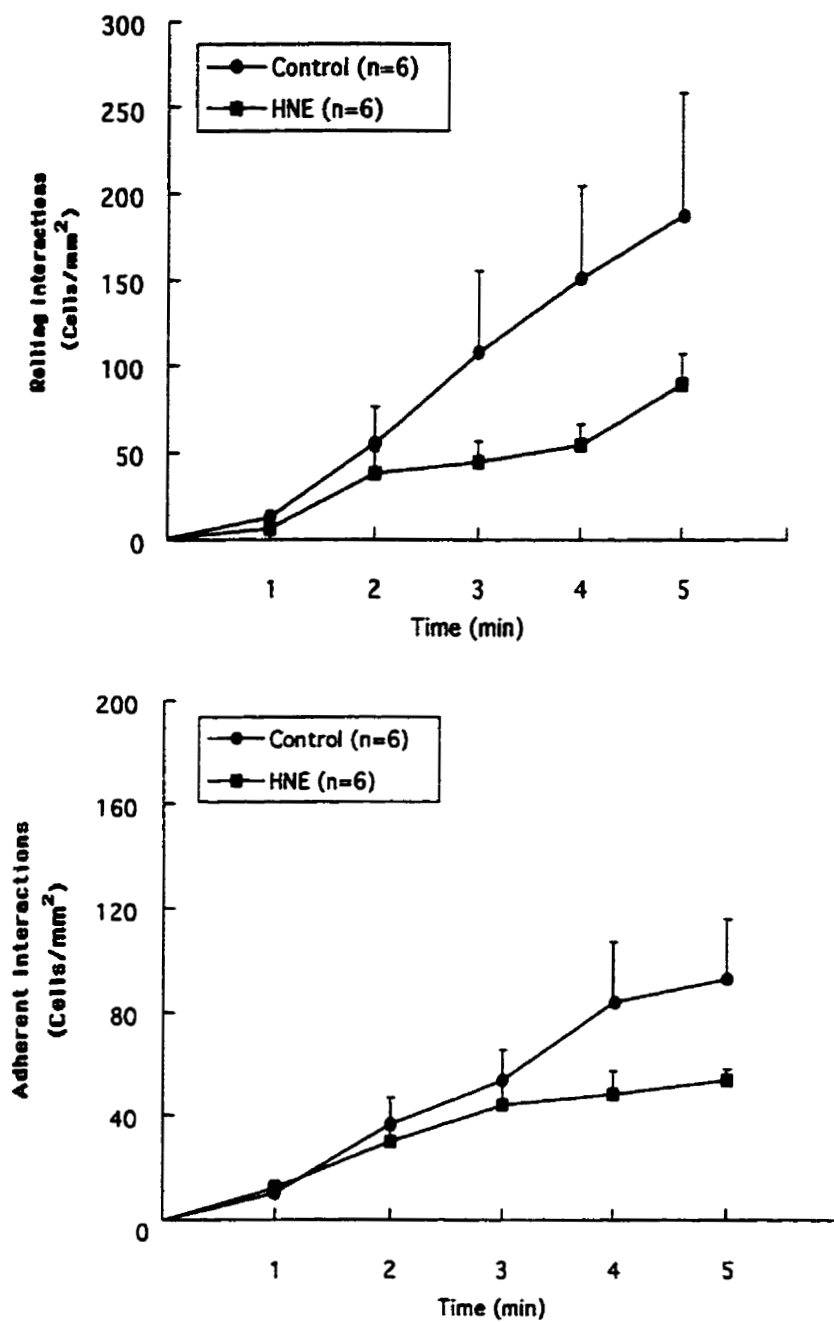 300
250
200
150
100
50
0
Control (n=6)
HNE (n=6)
Rolling Interactions
(Cells/mm²)
1 2 3 4 5
Time (min)
200
160
120
80
40
0
Control (n=6)
HNE (n=6)
Adherent Interactions
(Cells/mm²)
1 2 3 4 5
Time (min)